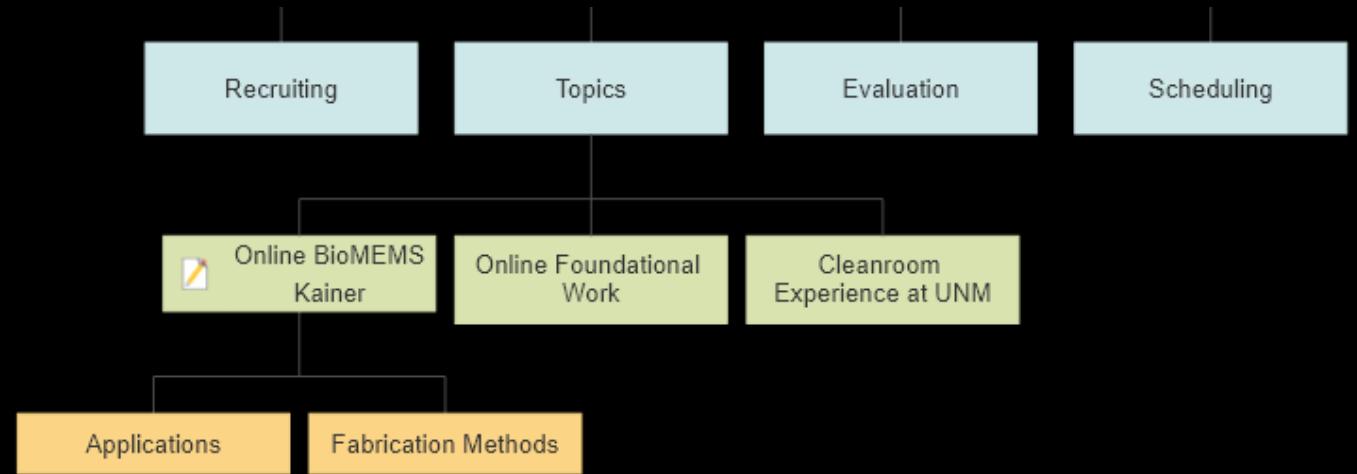 Recruiting
Topics
Evaluation
Scheduling
Online BioMEMS
Kainer
Online Foundational
Work
Cleanroom
Experience at UNM
Applications
Fabrication Methods